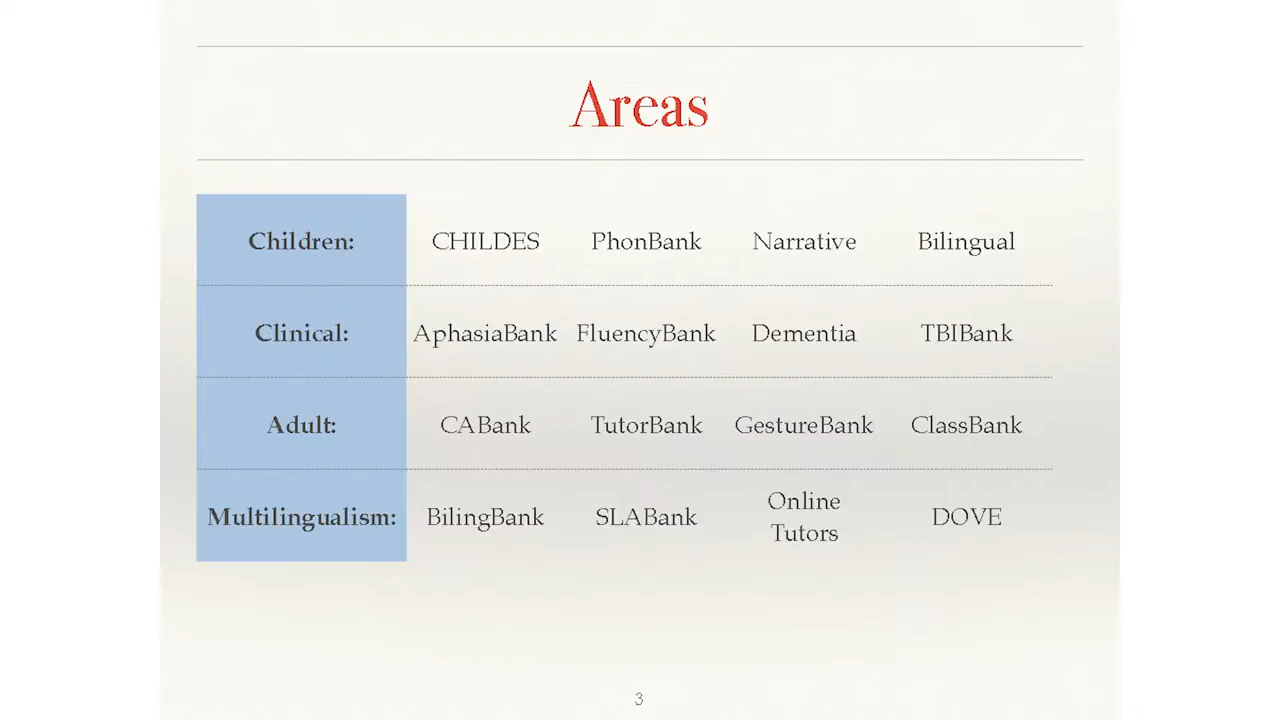 Areas
Children: CHILDES PhonBank Narrative Bilingual
Clinical: AphasiaBank FluencyBank Dementia TBIBank
Adult: CABank TutorBank GestureBank ClassBank
Multilingualism: BilingBank SLABank Online Tutors DOVE
3